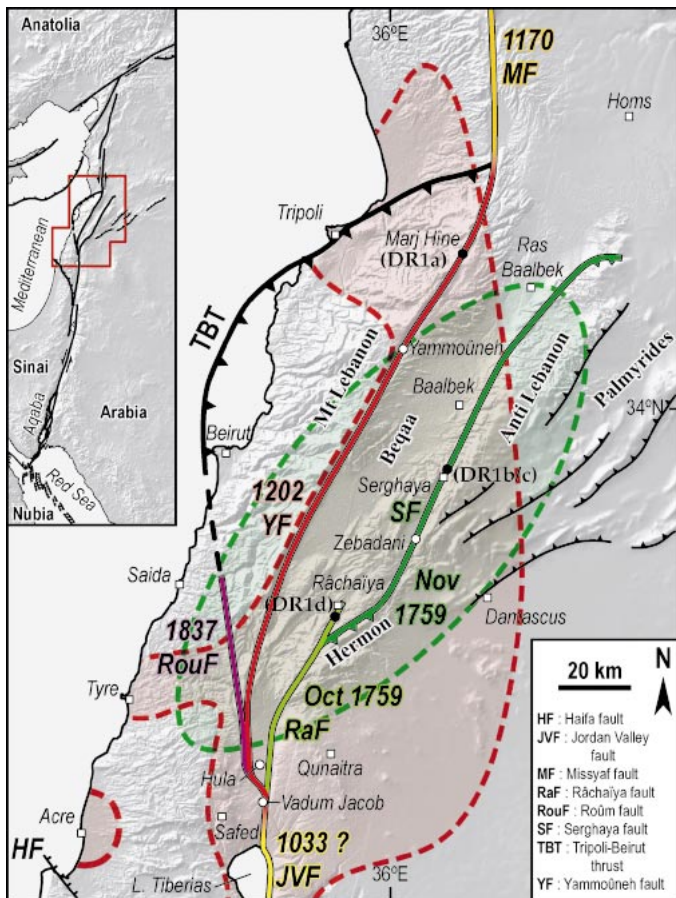 Anatolia
Mediterranean
Sinai
Aqaba
Arabia
Red Sea
Nubia
36°E
1170
MF
Homs
Tripoli
Marj Hine
(DR1a)
Ras
Baalbek
TBT
Yammoûneh
Mt Lebanon
Baalbek
Anti Lebanon
Palmyrides
34°N
Beqaa
Beirut
Serghaya
(DR1b/c)
1202
YF
SF
Zebadani
Saida
Râchaïya
(DR1d)
Nov
1759
Damascus
Hermon
1837
RouF
Tyre
Oct 1759
RaF
Hula
Qunaitra
Vadum Jacob
Acre
Safed
HF
1033 ?
JVF
L. Tiberias
36°E
20 km
N
HF : Haifa fault
JVF : Jordan Valley
fault
MF : Missyaf fault
RaF : Râchaïya fault
RouF : Roûm fault
SF : Serghaya fault
TBT : Tripoli-Beirut
thrust
YF : Yammoûneh fault